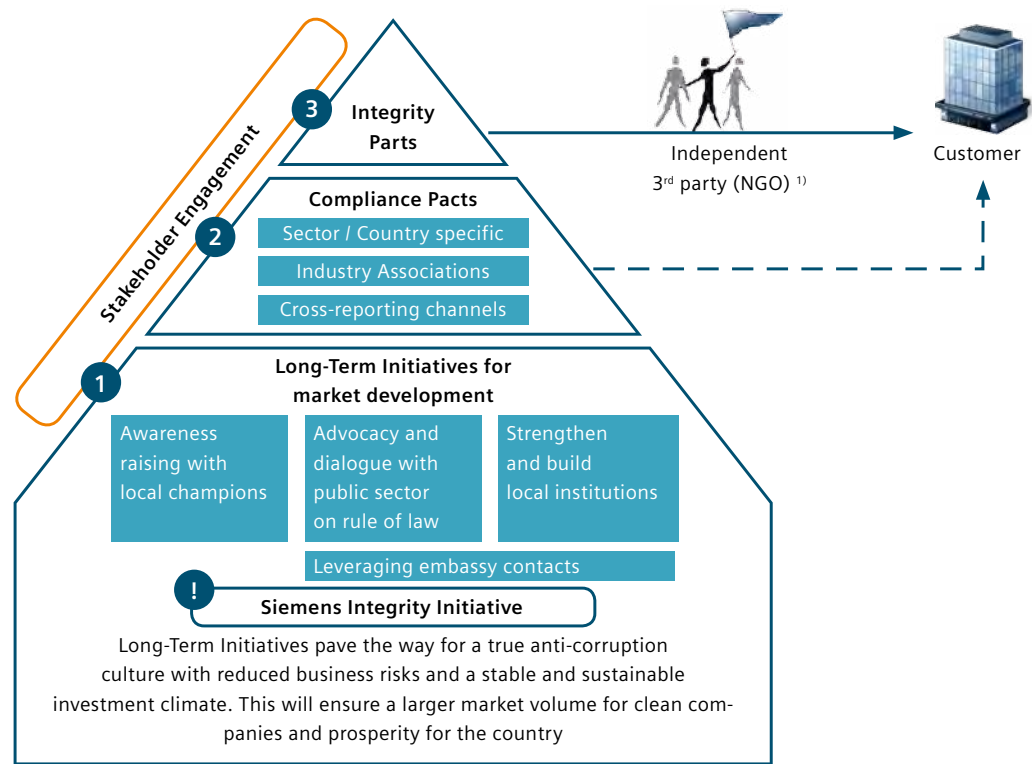 3
Integrity
Parts
Independent
3rd party (NGO) 1)
Customer
Stakeholder Engagement
2
Compliance Pacts
Sector / Country specific
Industry Associations
Cross-reporting channels
1
Long-Term Initiatives for
market development
Awareness
raising with
local champions
Advocacy and
dialogue with
public sector
on rule of law
Strengthen
and build
local institutions
Leveraging embassy contacts
!
Siemens Integrity Initiative
Long-Term Initiatives pave the way for a true anti-corruption
culture with reduced business risks and a stable and sustainable
investment climate. This will ensure a larger market volume for clean com-
panies and prosperity for the country